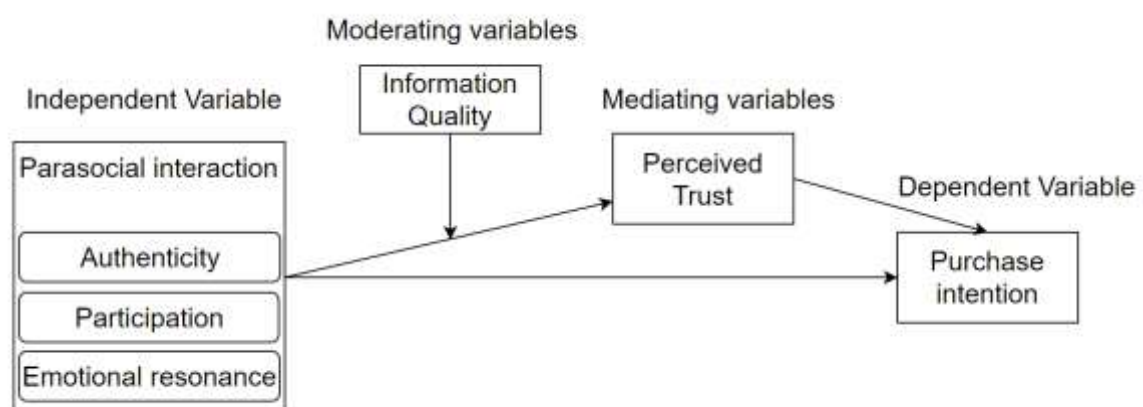 Moderating variables
Information
Quality
Independent Variable
Mediating variables
Parasocial interaction
Perceived
Trust
Dependent Variable
Authenticity
Purchase
intention
Participation
Emotional resonance